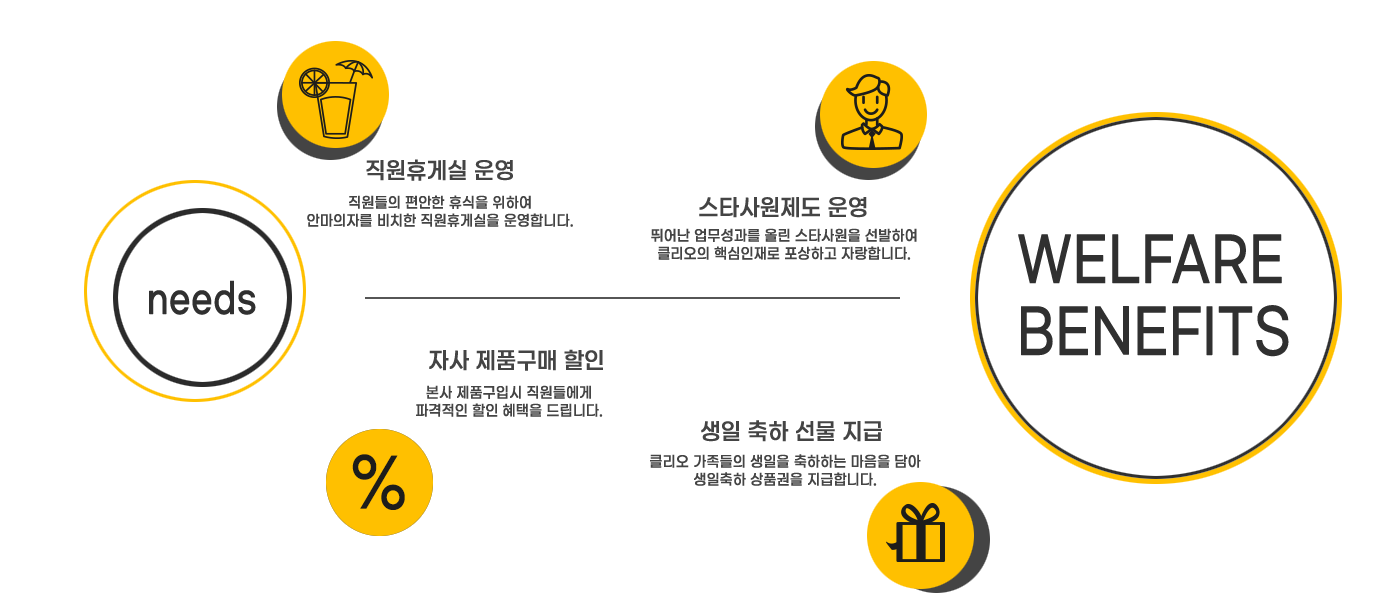 직원휴게실 운영
직원들의 편안한 휴식을 위하여
안마의자를 비치한 직원휴게실을 운영합니다.
스타사원제도 운영
뛰어난 업무성과를 올린 스타사원을 선발하여
클리오의 핵심인재로 포상하고 자랑합니다.
needs
WELFARE
BENEFITS
자사 제품구매 할인
본사 제품구입시 직원들에게
파격적인 할인 혜택을 드립니다.
%
생일 축하 선물 지급
클리오 가족들의 생일을 축하하는 마음을 담아
생일축하 상품권을 지급합니다.